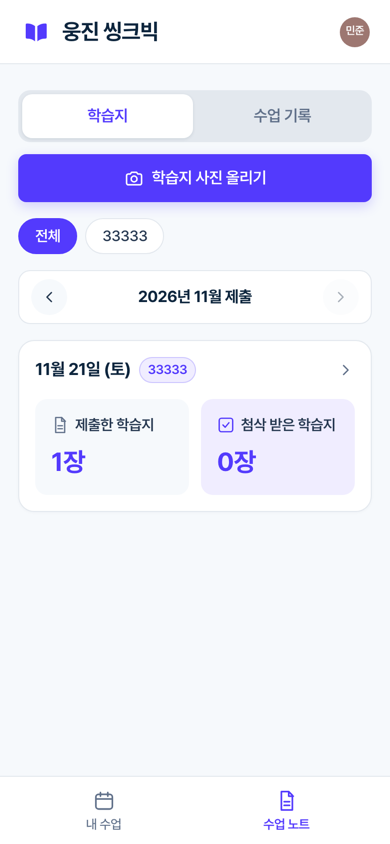 웅진 씽크빅
민준
학습지
수업 기록
학습지 사진 올리기
전체
33333
2026년 11월 제출
11월 21일 (토) 33333
제출한 학습지
1장
첨삭 받은 학습지
0장
내 수업
수업 노트